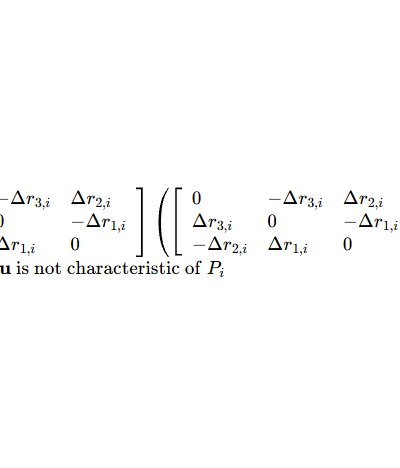 −Δr₃,ᵢ Δr₂,ᵢ ] ( [ 0 −Δr₃,ᵢ Δr₂,ᵢ
0 −Δr₁,ᵢ Δr₃,ᵢ 0 −Δr₁,ᵢ
Δr₁,ᵢ 0 −Δr₂,ᵢ Δr₁,ᵢ 0
u is not characteristic of Pᵢ